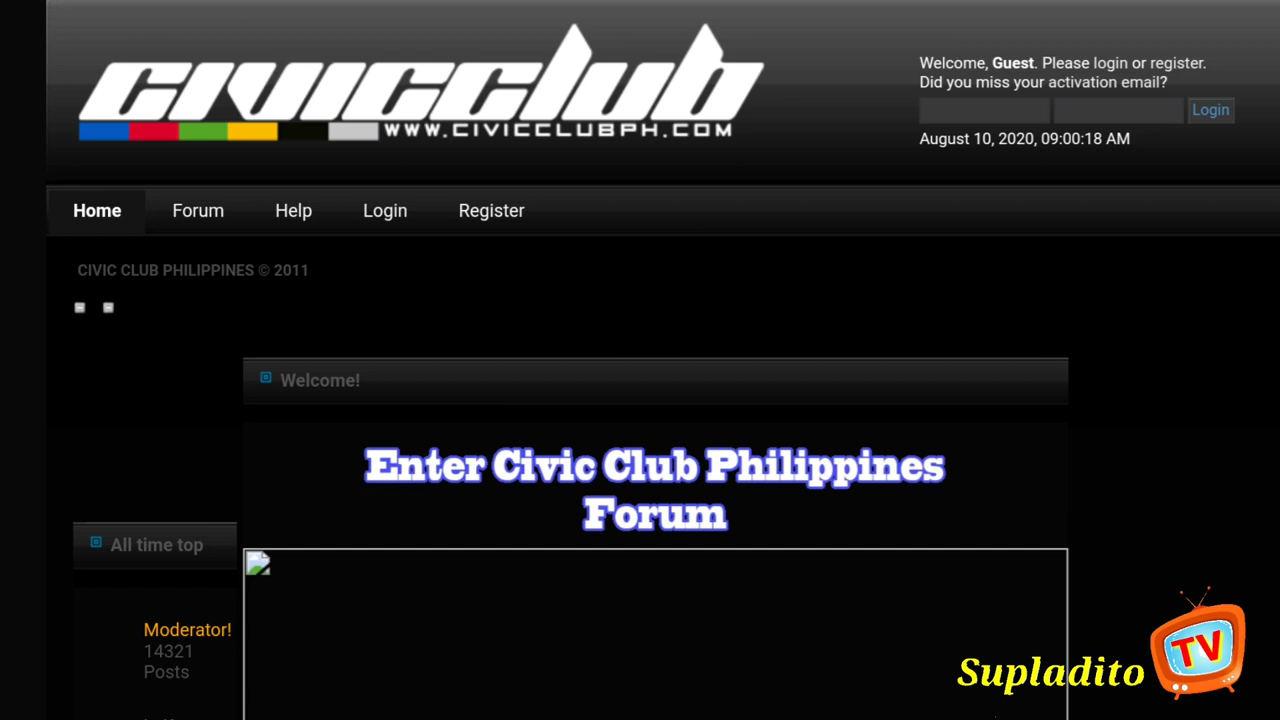 civicclub
WWW.CIVICCLUBPH.COM
Welcome, Guest. Please login or register.
Did you miss your activation email?
Login
August 10, 2020, 09:00:18 AM
Home Forum Help Login Register
CIVIC CLUB PHILIPPINES © 2011
Welcome!
Enter Civic Club Philippines
Forum
All time top
Moderator!
14321
Posts
Supladito TV